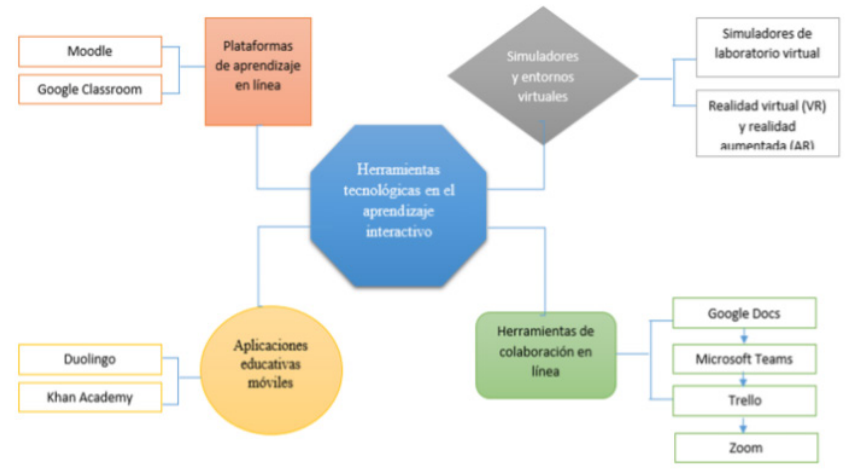 Moodle
Google Classroom
Plataformas
de aprendizaje
en línea
Simuladores
y entornos
virtuales
Simuladores de
laboratorio virtual
Realidad virtual (VR)
y realidad
aumentada (AR)
Herramientas
tecnológicas en el
aprendizaje
interactivo
Duolingo
Khan Academy
Aplicaciones
educativas
móviles
Herramientas de
colaboración en
línea
Google Docs
Microsoft Teams
Trello
Zoom